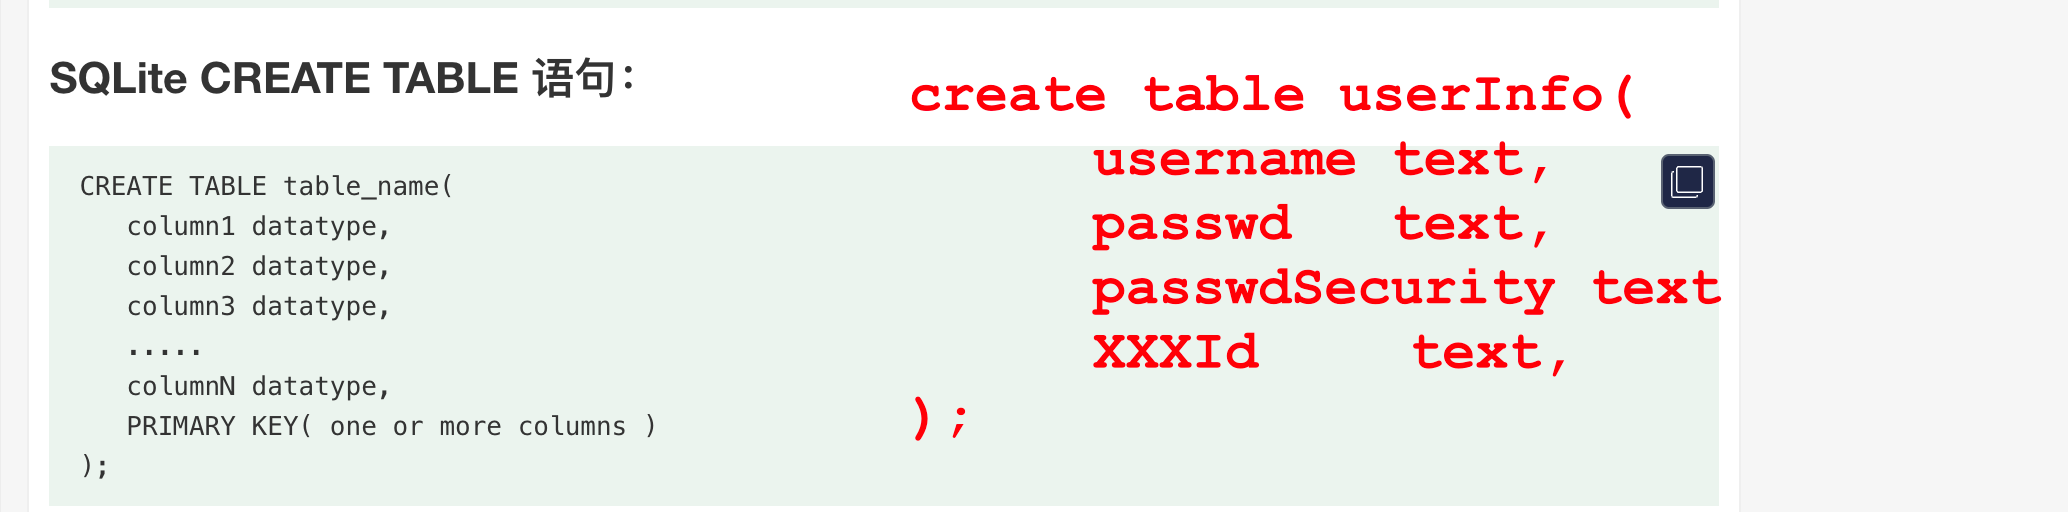 SQLite CREATE TABLE 语句：
CREATE TABLE table_name(
column1 datatype,
column2 datatype,
column3 datatype,
.....
columnN datatype,
PRIMARY KEY( one or more columns )
);
create table userInfo(
username text,
passwd text,
passwdSecurity text
XXXId text,
);